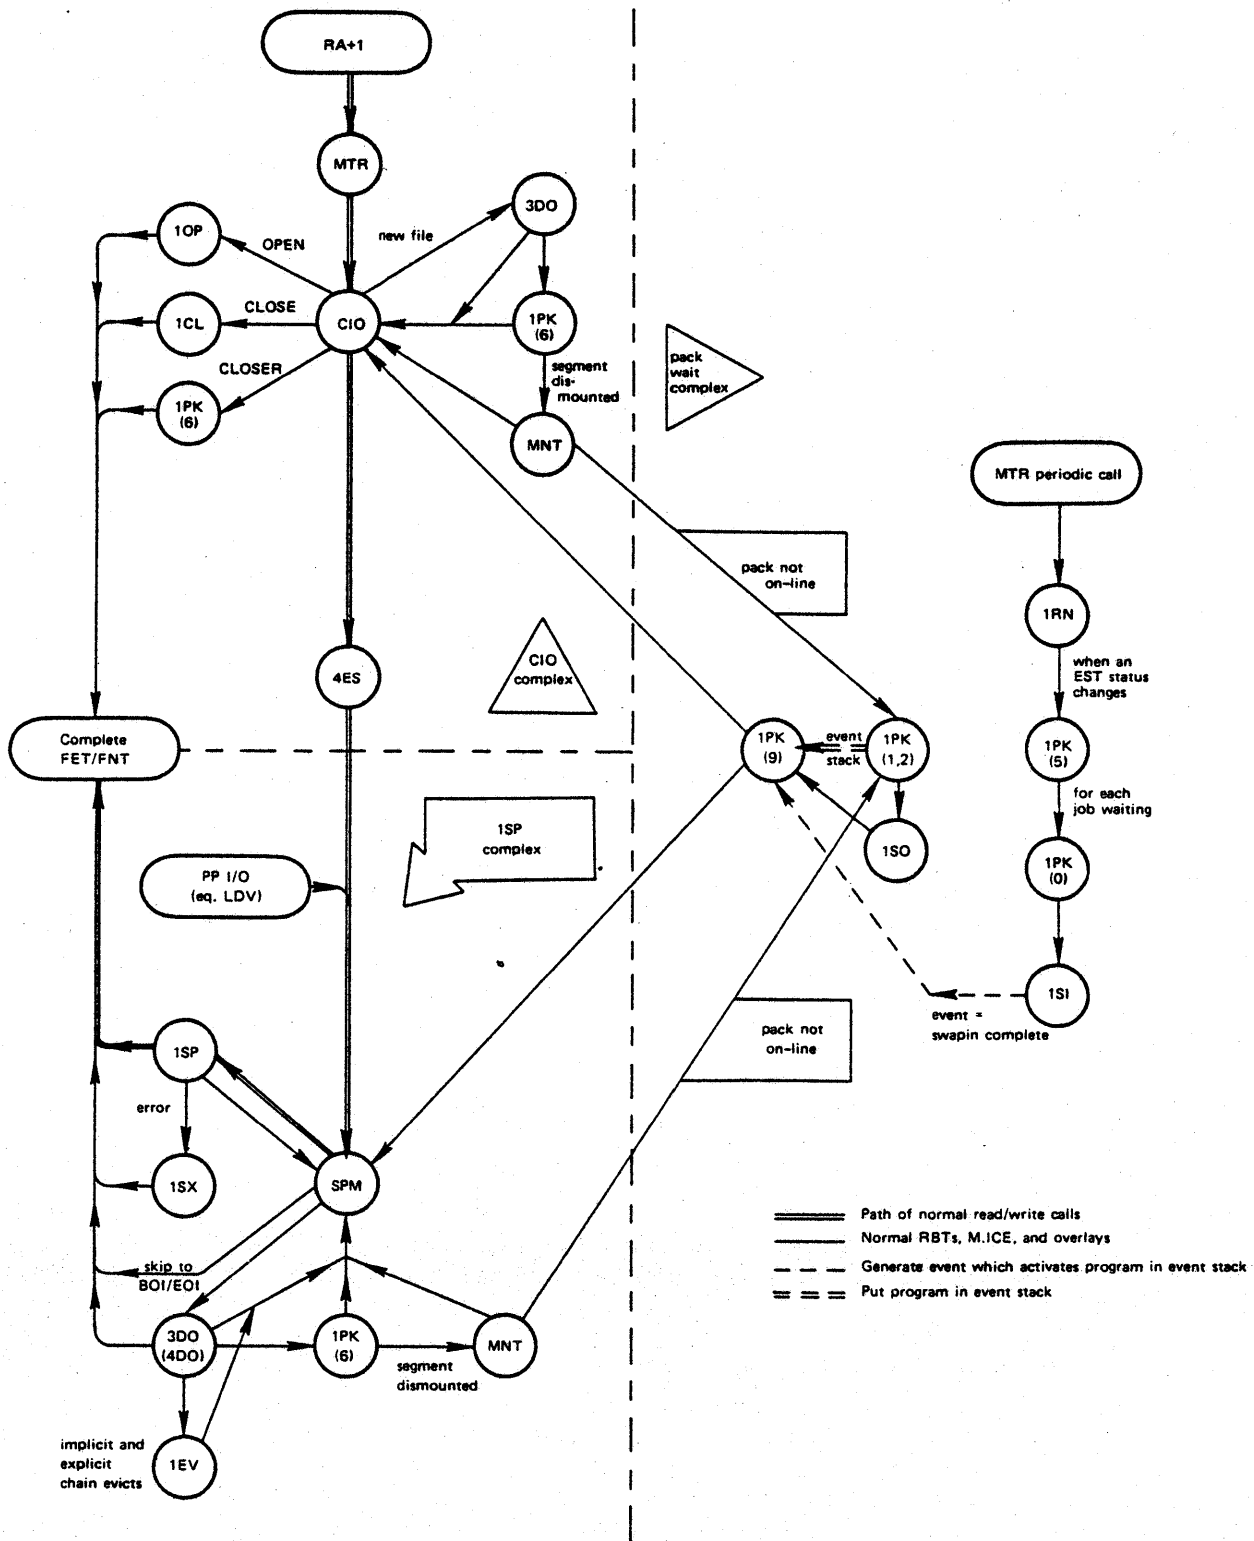 RA+1
MTR
3DO
1OP
OPEN
new file
CLOSE
1CL
CIO
1PK
(6)
CLOSER
segment
dis-
mounted
1PK
(6)
MNT
pack
wait
complex
MTR periodic call
pack not
on-line
1RN
when an
EST status
changes
CIO
complex
4ES
Complete
FET/FNT
1PK
(9)
event
stack
1PK
(1,2)
1PK
(5)
for each
job waiting
1SP
complex
1SO
1PK
(0)
PP I/O
(eq. LDV)
1SI
event =
swapin complete
pack not
on-line
1SP
error
1SX
SPM
skip to
BOI/EOI
3DO
(4DO)
1PK
(6)
segment
dismounted
MNT
implicit and
explicit
chain evicts
1EV
Path of normal read/write calls
Normal RBTs, M.ICE, and overlays
Generate event which activates program in event stack
Put program in event stack